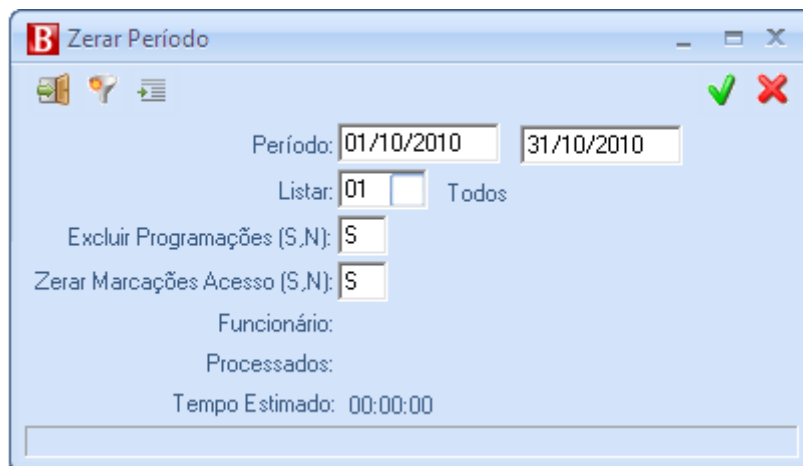 B Zerar Período
Período: 01/10/2010 31/10/2010
Listar: 01 Todos
Excluir Programações (S,N): S
Zerar Marcações Acesso (S,N): S
Funcionário:
Processados:
Tempo Estimado: 00:00:00